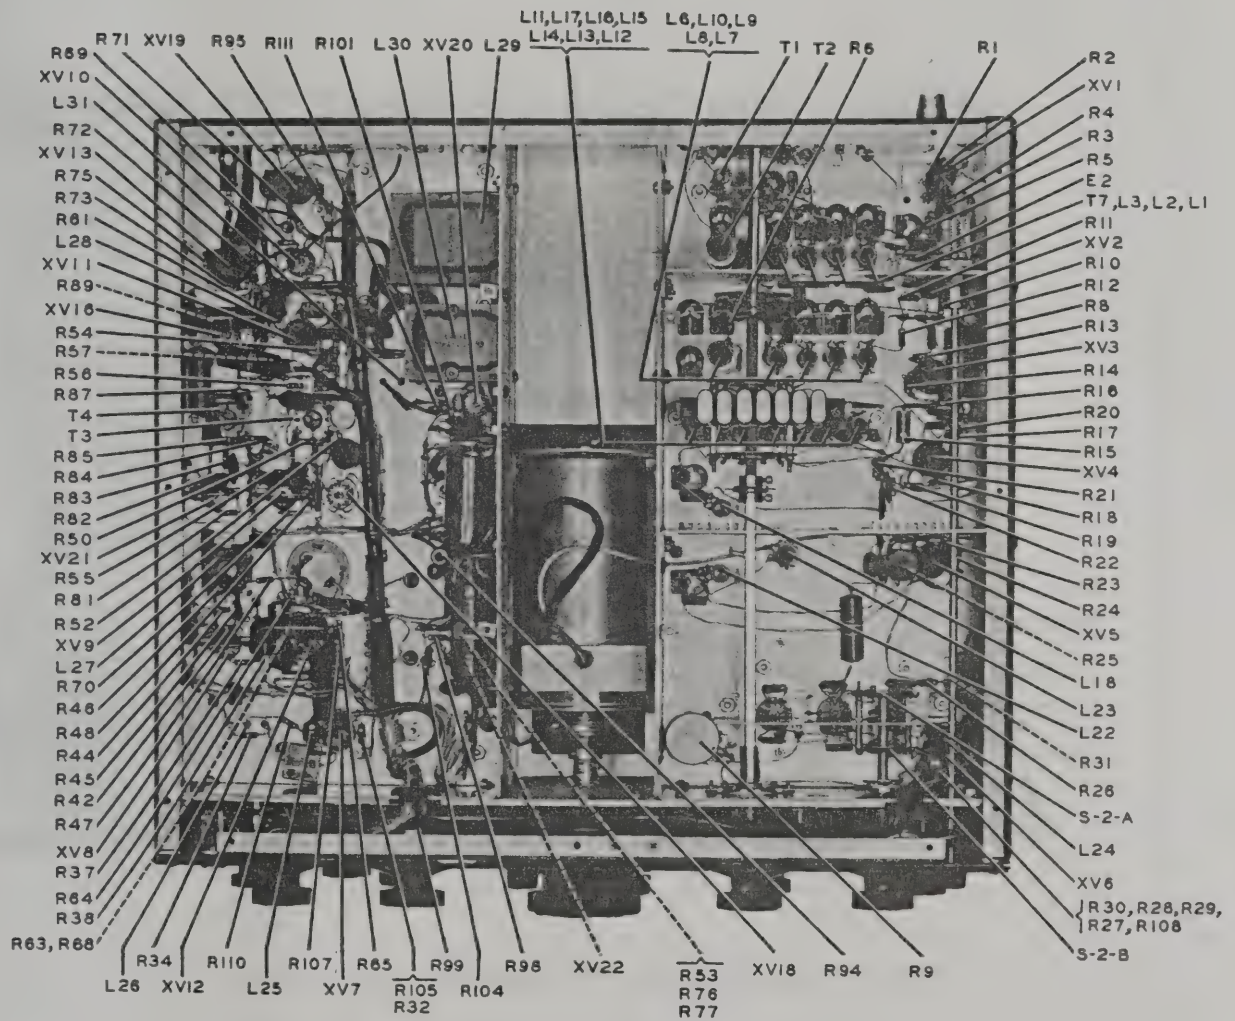 L11,L17,L16,L15
L14,L13,L12
L6,L10,L9
L8,L7
R69
R71
XV19
R95
R111
R101
L30
XV20
L29
T1
T2
R6
R1
XV10
L31
R72
XV13
R75
R73
R61
L28
XV11
R89
XV16
R54
R57
R56
R87
T4
T3
R85
R84
R83
R82
R50
XV21
R55
R81
R52
XV9
L27
R70
R46
R48
R44
R45
R42
R47
XV8
R37
R64
R38
R63, R68
R2
XV1
R4
R3
R5
E2
T7, L3, L2, L1
R11
XV2
R10
R12
R8
R13
XV3
R14
R16
R20
R17
R15
XV4
R21
R18
R19
R22
R23
R24
XV5
R25
L18
L23
L22
R31
R26
S-2-A
L24
XV6
R30, R28, R29,
R27, R108
S-2-B
L26
R34
XV12
R110
L25
R107
XV7
R65
R105
R32
R99
R104
R98
XV22
R53
R76
R77
XV18
R94
R9